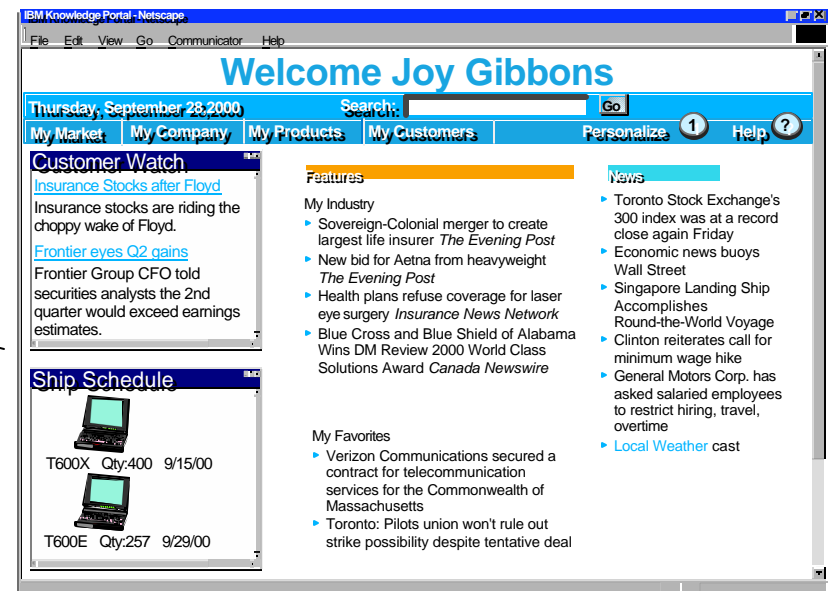 IBM Knowledge Portal - Netscape
File Edit View Go Communicator Help
Welcome Joy Gibbons
Thursday, September 28,2000 Search: Go
My Market My Company My Products My Customers Personalize 1 Help ?
Customer Watch
Insurance Stocks after Floyd
Insurance stocks are riding the
choppy wake of Floyd.
Frontier eyes Q2 gains
Frontier Group CFO told
securities analysts the 2nd
quarter would exceed earnings
estimates.
Ship Schedule
T600X Qty:400 9/15/00
T600E Qty:257 9/29/00
Features
My Industry
Sovereign-Colonial merger to create
largest life insurer The Evening Post
New bid for Aetna from heavyweight
The Evening Post
Health plans refuse coverage for laser
eye surgery Insurance News Network
Blue Cross and Blue Shield of Alabama
Wins DM Review 2000 World Class
Solutions Award Canada Newswire
My Favorites
Verizon Communications secured a
contract for telecommunication
services for the Commonwealth of
Massachusetts
Toronto: Pilots union won't rule out
strike possibility despite tentative deal
News
Toronto Stock Exchange's
300 index was at a record
close again Friday
Economic news buoys
Wall Street
Singapore Landing Ship
Accomplishes
Round-the-World Voyage
Clinton reiterates call for
minimum wage hike
General Motors Corp. has
asked salaried employees
to restrict hiring, travel,
overtime
Local Weather cast